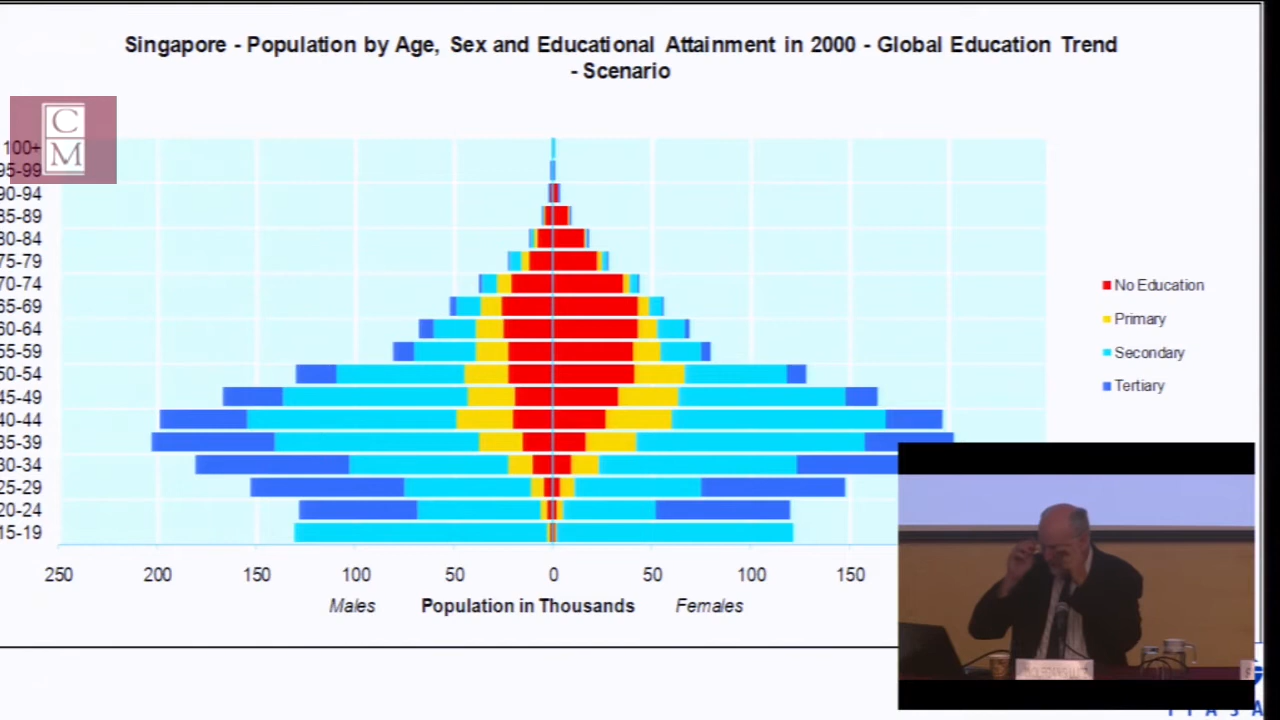 Singapore - Population by Age, Sex and Educational Attainment in 2000 - Global Education Trend
- Scenario
C
M
100+
95-99
90-94
85-89
80-84
75-79
70-74
65-69
60-64
55-59
50-54
45-49
40-44
35-39
30-34
25-29
20-24
15-19
No Education
Primary
Secondary
Tertiary
250 200 150 100 50 0 50 100 150
Males Population in Thousands Females
I I A S A